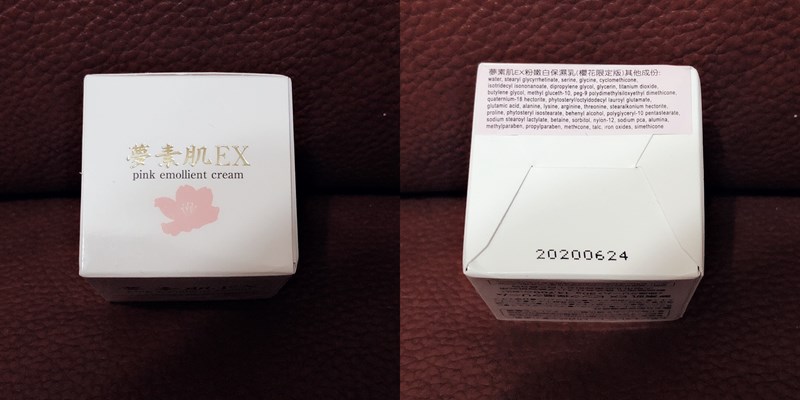 夢素肌EX
pink emollient cream
夢素肌EX粉嫩白保濕乳(櫻花限定版)其他成份:
water, stearyl glycyrrhetinate, serine, glycine, cyclomethicone,
isotridecyl isononanoate, dipropylene glycol, glycerin, titanium dioxide,
butylene glycol, methyl gluceth-10, peg-9 polydimethylsiloxyethyl dimethicone,
quaternium-18 hectorite, phytosteryl/octyldodecyl lauroyl glutamate,
glutamic acid, alanine, lysine, arginine, threonine, stearalkonium hectorite,
proline, phytosteryl isostearate, behenyl alcohol, polyglyceryl-10 pentastearate,
sodium stearoyl lactylate, betaine, sorbitol, nylon-12, sodium pca, alumina,
methylparaben, propylparaben, methicone, talc, iron oxides, simethicone
20200624